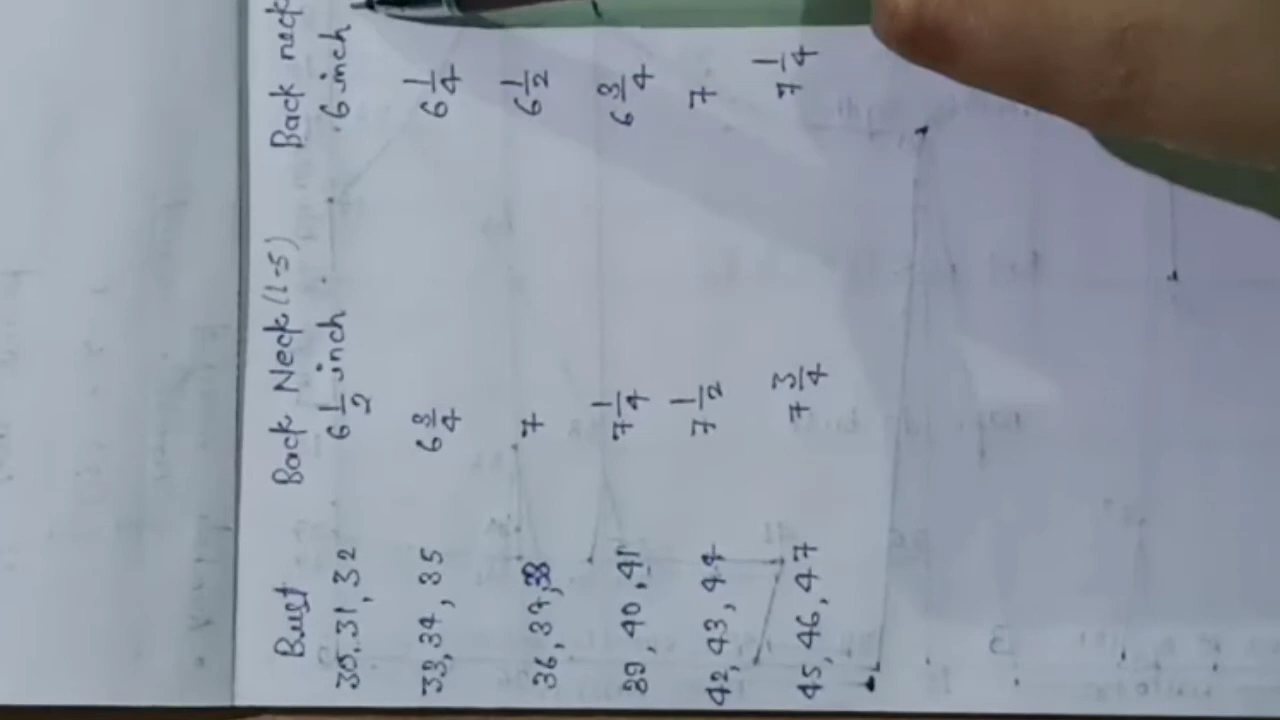 Bust Back Neck (1-5) Back neck
30, 31, 32 6 1/2 inch 6 inch
33, 34, 35 6 3/4 6 1/4
36, 37, 38 7 6 1/2
39, 40, 41 7 1/4 6 3/4
42, 43, 44 7 1/2 7
45, 46, 47 7 3/4 7 1/4